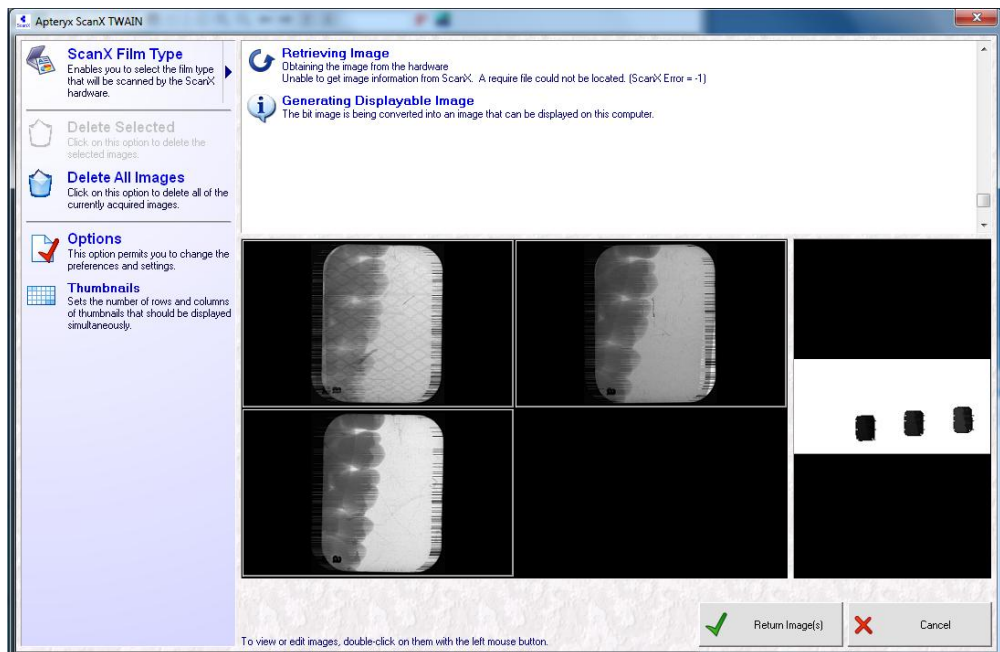 Apteryx ScanX TWAIN
ScanX Film Type
Enables you to select the film type
that will be scanned by the ScanX
hardware.
Delete Selected
Click on this option to delete the
selected images.
Delete All Images
Click on this option to delete all of the
currently acquired images.
Options
This option permits you to change the
preferences and settings.
Thumbnails
Sets the number of rows and columns
of thumbnails that should be displayed
simultaneously.
Retrieving Image
Obtaining the image from the hardware
Unable to get image information from ScanX. A require file could not be located. (ScanX Error = -1)
Generating Displayable Image
The bit image is being converted into an image that can be displayed on this computer.
To view or edit images, double-click on them with the left mouse button.
Return Image(s)
Cancel